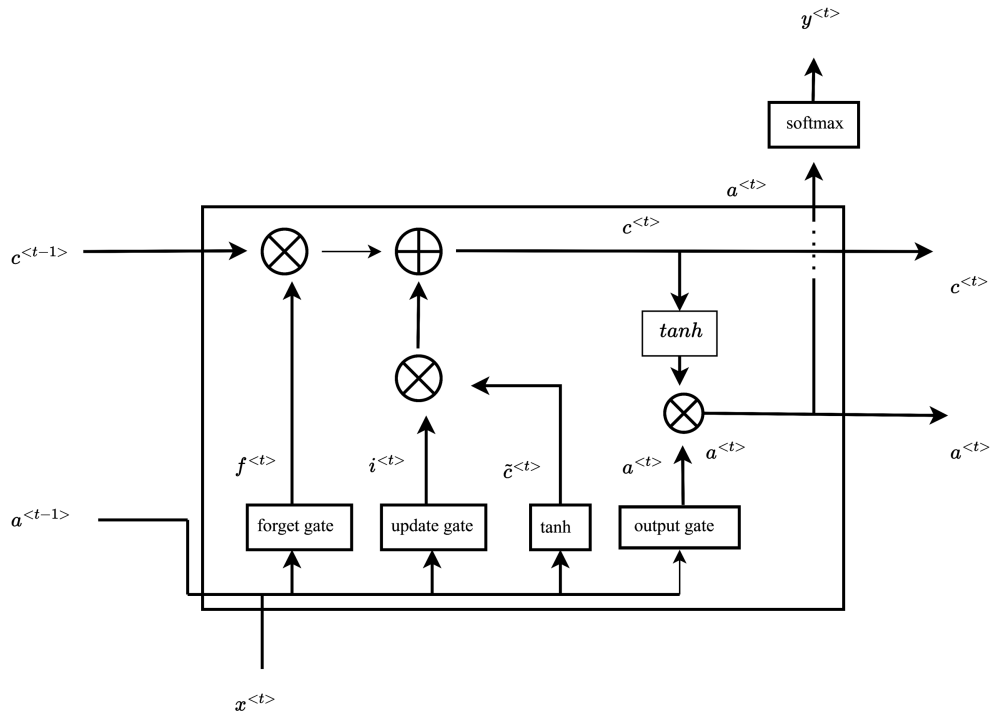 y<t>
softmax
a<t>
c<t-1>
c<t>
c<t>
tanh
f<t>
i<t>
c̃<t>
a<t>
a<t>
a<t>
a<t-1>
forget gate
update gate
tanh
output gate
x<t>